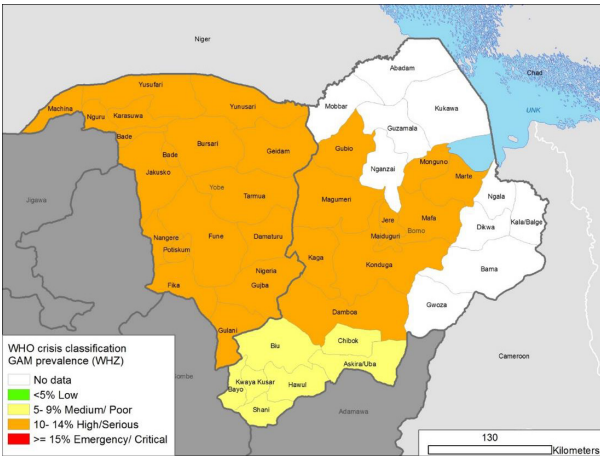 Niger
Chad
UNK
Abadam
Yusufari
Machina
Yunusari
Mobbar
Kukawa
Nguru
Karasuwa
Guzamala
Bade
Bursari
Gubio
Bade
Geidam
Monguno
Nganzai
Marte
Jakusko
Yobe
Magumeri
Ngala
Jigawa
Tarmua
Jere
Mafa
Kala/Balge
Nangere
Fune
Damaturu
Maiduguri
Borno
Dikwa
Potiskum
Kaga
Konduga
Bama
Nigeria
Fika
Gujba
Gwoza
Damboa
Gulani
Chibok
Biu
Cameroon
Askira/Uba
Kwaya Kusar
Hawul
Bayo
Shani
ombe
Adamawa
WHO crisis classification
GAM prevalence (WHZ)
No data
<5% Low
5- 9% Medium/ Poor
10- 14% High/Serious
>= 15% Emergency/ Critical
130
Kilometers